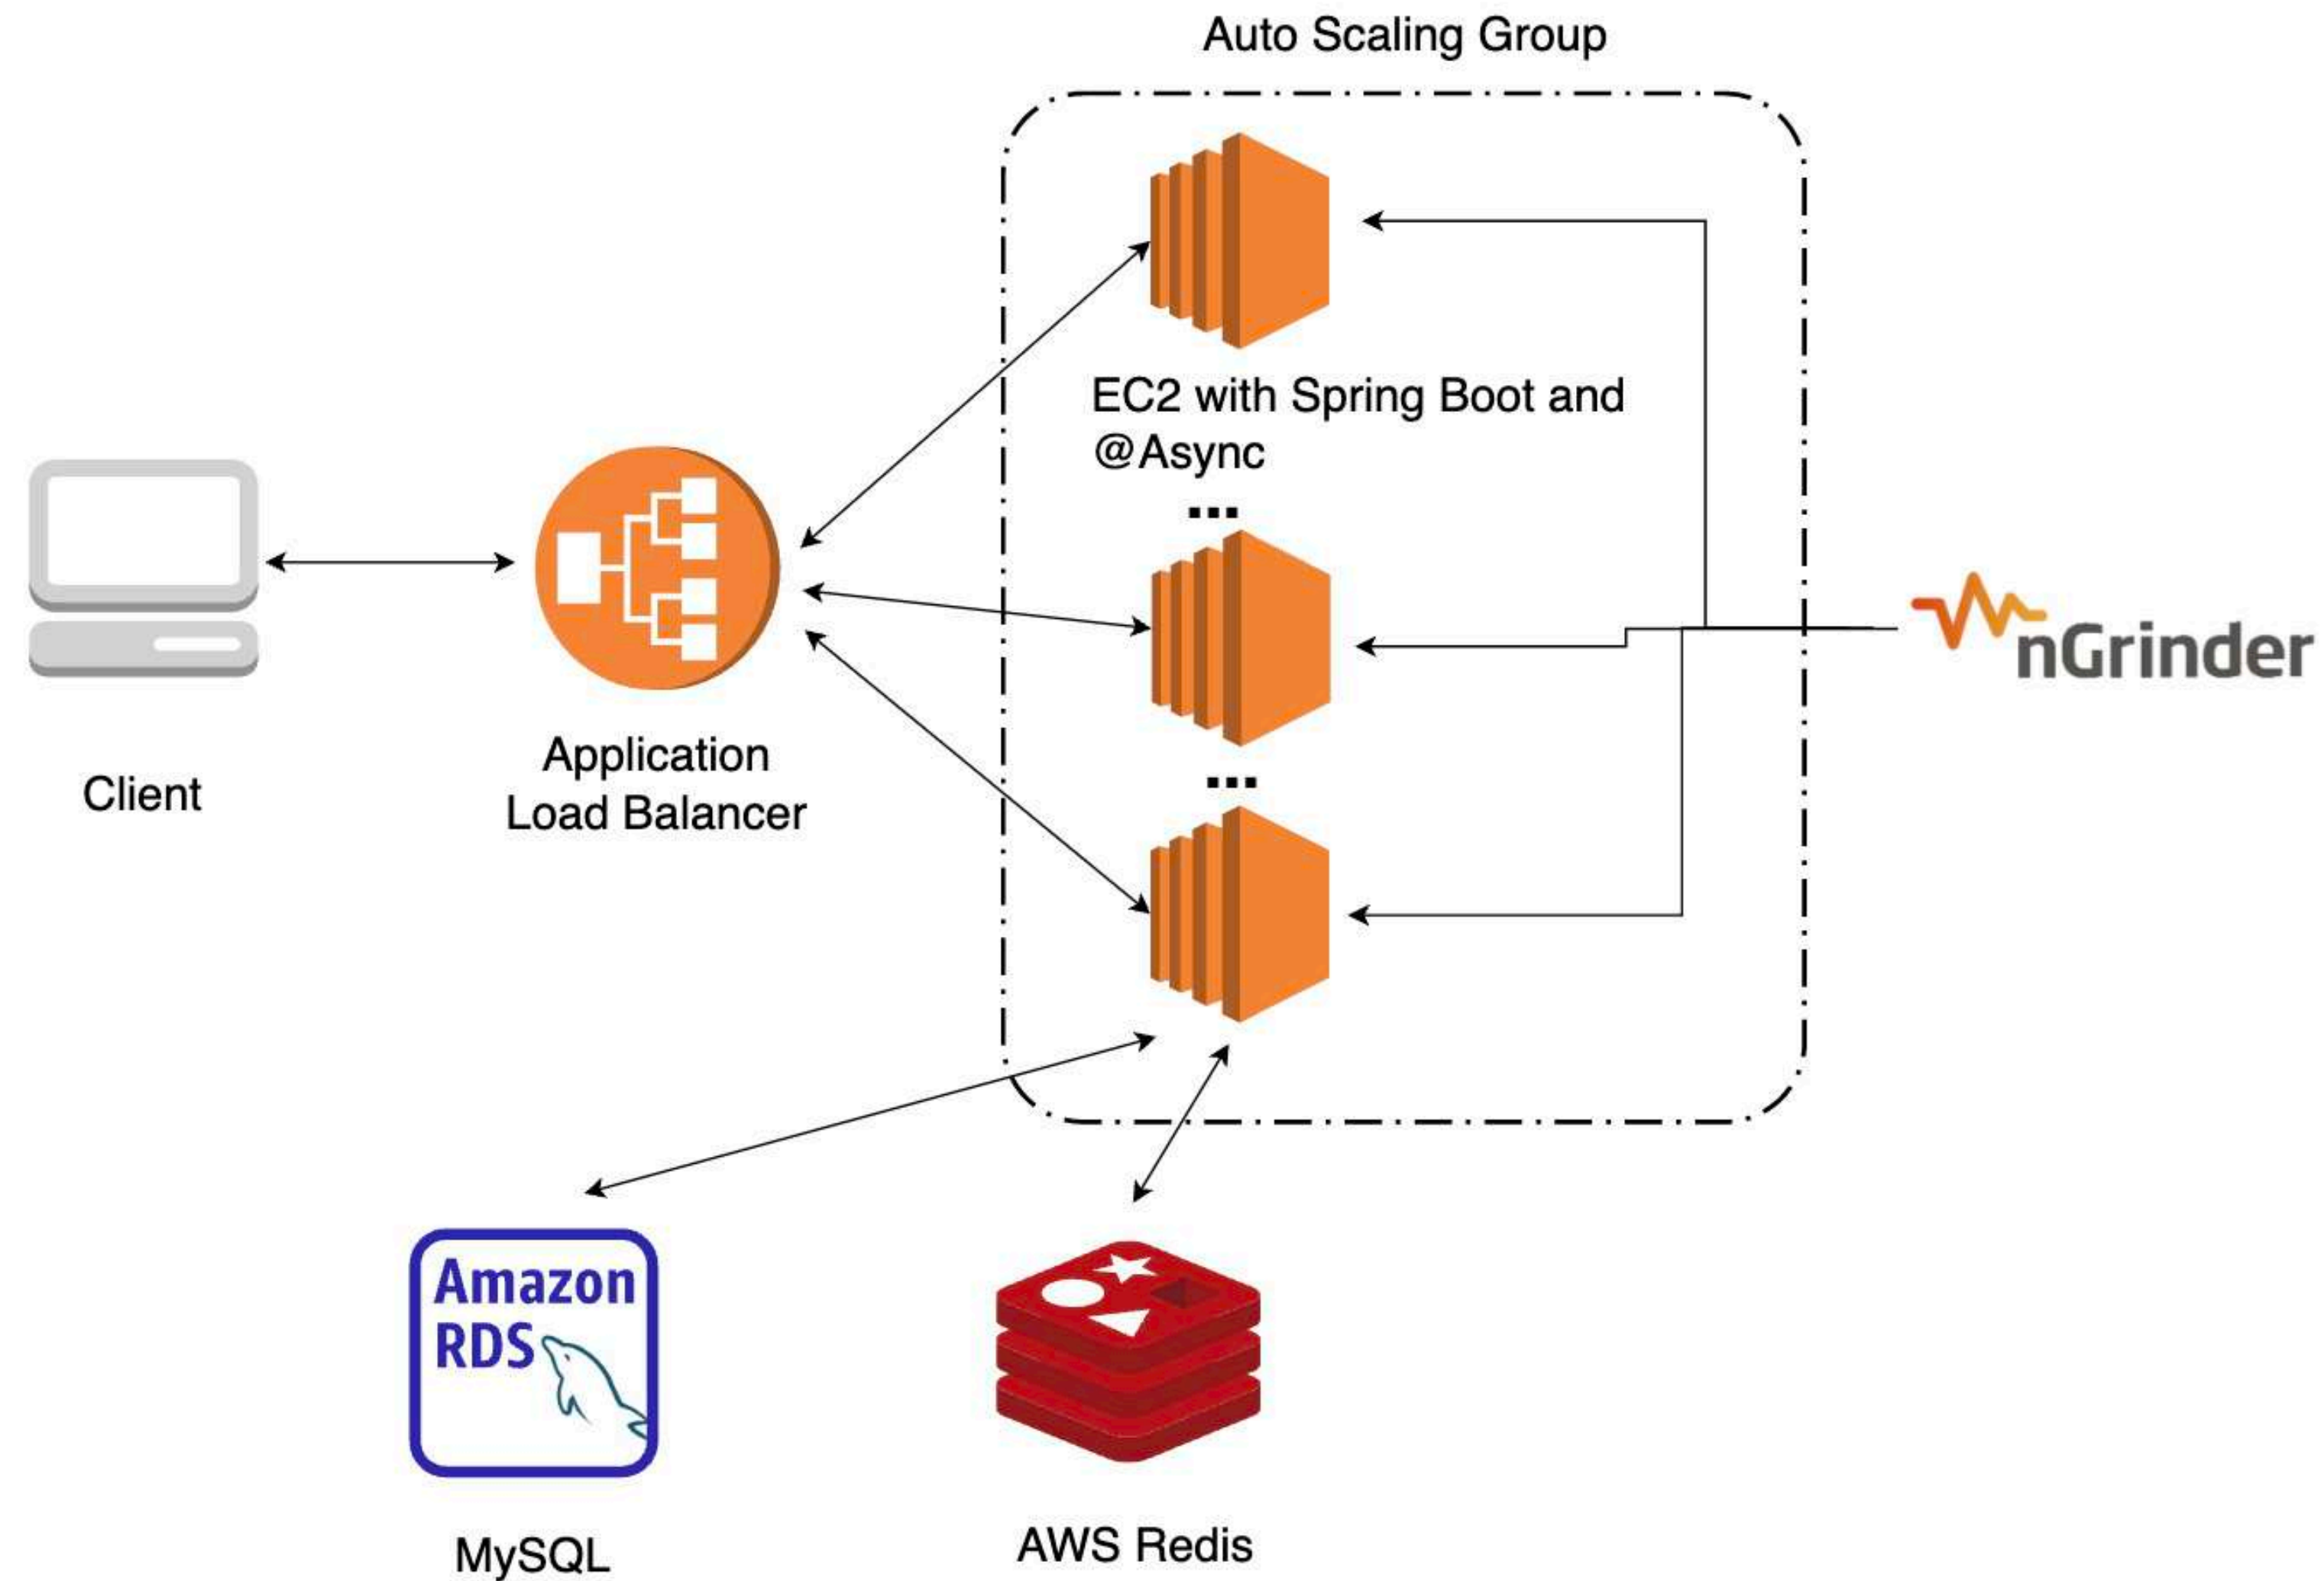 Auto Scaling Group
EC2 with Spring Boot and
@Async
...
...
Client
Application
Load Balancer
nGrinder
Amazon
RDS
MySQL
AWS Redis